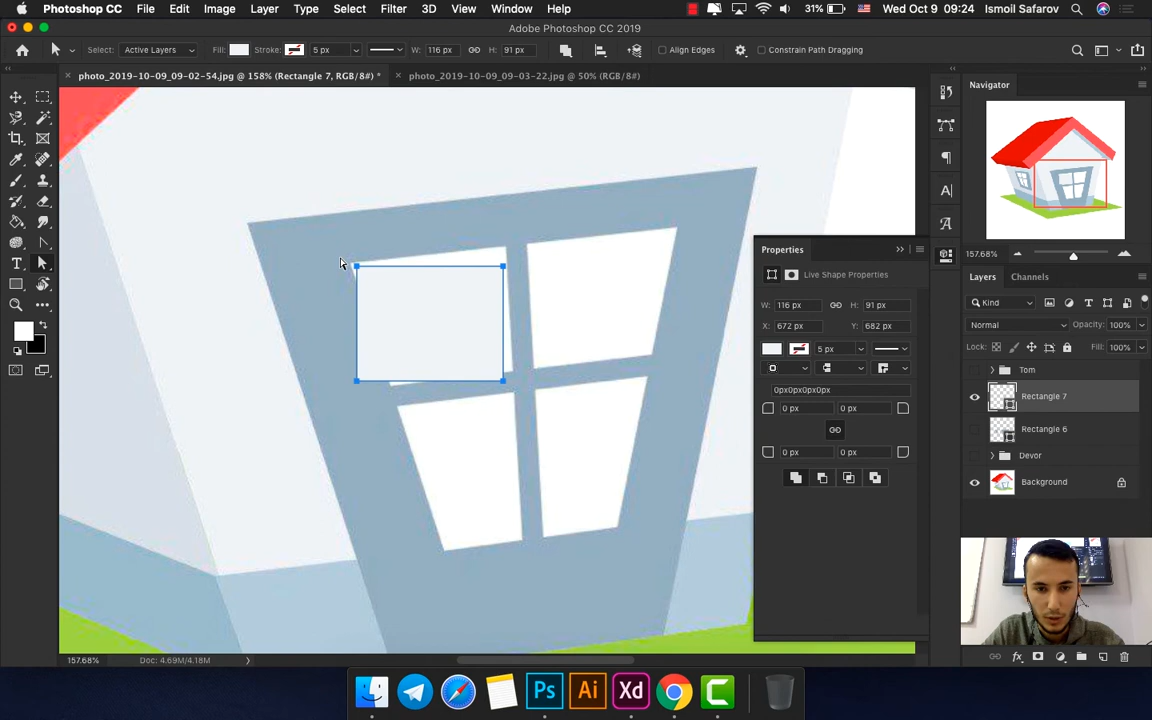 Photoshop CC File Edit Image Layer Type Select Filter 3D View Window Help 31% Wed Oct 9 09:24 Ismoil Safarov
Adobe Photoshop CC 2019
Select: Active Layers Fill: Stroke: 5 px W: 116 px H: 91 px Align Edges Constrain Path Dragging
photo_2019-10-09_09-02-54.jpg @ 158% (Rectangle 7, RGB/8#) * photo_2019-10-09_09-03-22.jpg @ 50% (RGB/8#)
Navigator
157.68%
Properties
Live Shape Properties
W: 116 px H: 91 px
X: 672 px Y: 682 px
5 px
0px0px0px0px
0 px 0 px
0 px 0 px
Layers Channels
Kind
Normal Opacity: 100%
Lock: Fill: 100%
Tom
Rectangle 7
Rectangle 6
Devor
Background
157.68% Doc: 4.69M/4.18M
Ps Ai Xd